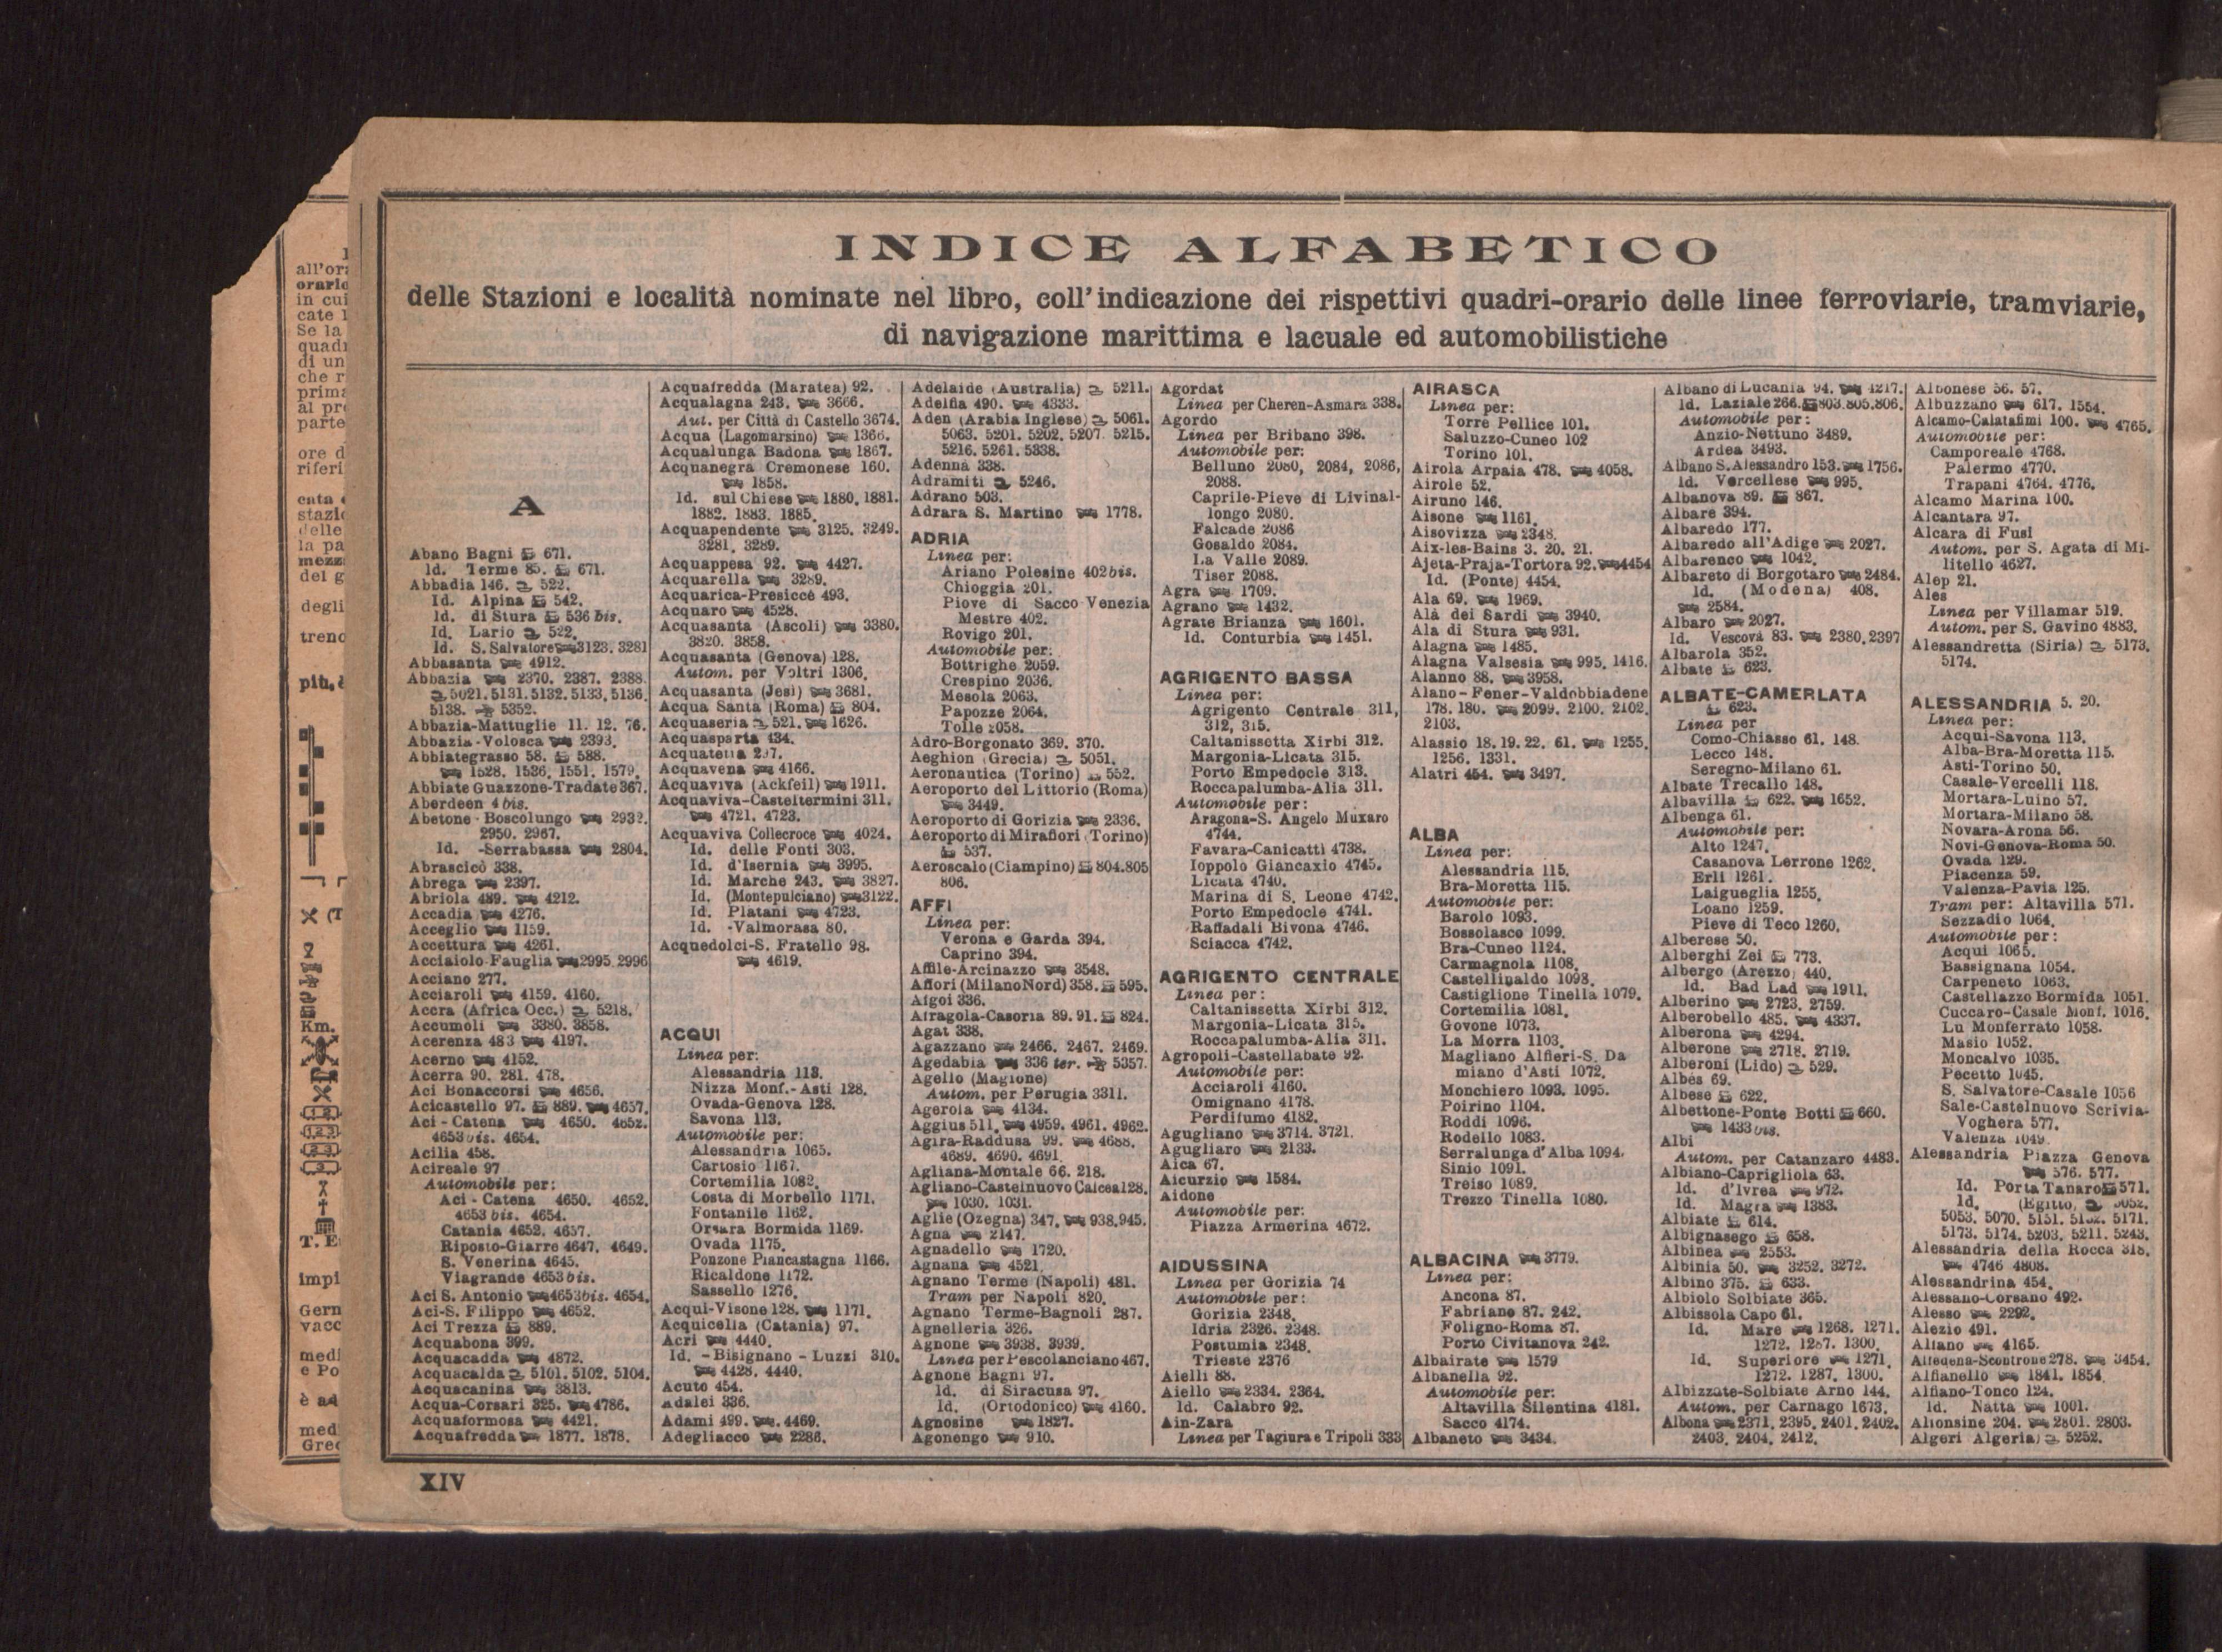 INDICE ALFABETICO
delle Stazioni e località nominate nel libro, coll'indicazione dei rispettivi quadri-orario delle linee ferroviarie, tramviarie,
di navigazione marittima e lacuale ed automobilistiche
A
Abano Bagni 671.
Id. Terme 85. 671.
Abbadia 146. 522.
Id. Alpina 542.
Id. di Stura 536 bis.
Id. Lario 522.
Id. S. Salvatore 3123. 3281
Abbasanta 4912.
Abbazia 2370. 2387. 2388.
5021. 5131. 5132. 5133. 5136.
5138. 5352.
Abbazia-Mattuglie 11. 12. 76.
Abbazia-Volosca 2393.
Abbiategrasso 58. 588.
1528. 1536. 1551. 1579.
Abbiate Guazzone-Tradate 367.
Aberdeen 4 bis.
Abetone-Boscolungo 2932.
2950. 2967.
Id. -Serrabassa 2804.
Abrascicò 338.
Abrega 2397.
Abriola 489. 4212.
Accadia 4276.
Acceglio 1159.
Accettura 4261.
Acciaiolo-Fauglia 2995. 2996
Acciano 277.
Acciaroli 4159. 4160.
Accra (Africa Occ.) 5218.
Accumoli 3380. 3858.
Acerenza 483 4197.
Acerno 4152.
Acerra 90. 281. 478.
Aci Bonaccorsi 4656.
Acicastello 97. 889. 4657.
Aci-Catena 4650. 4652.
4653 bis. 4654.
Acilia 458.
Acireale 97
Automobile per:
Aci-Catena 4650. 4652.
4653 bis. 4654.
Catania 4652. 4657.
Riposto-Giarre 4647. 4649.
S. Venerina 4645.
Viagrande 4653 bis.
Aci S. Antonio 4653 bis. 4654.
Aci-S. Filippo 4652.
Aci Trezza 889.
Acquabona 399.
Acquacadda 4872.
Acquacalda 5101. 5102. 5104.
Acquacanina 3813.
Acqua-Corsari 325. 4786.
Acquaformosa 4421.
Acquafredda 1877. 1878.
Acquafredda (Maratea) 92.
Acqualagna 243. 3666.
Aut. per Città di Castello 3674.
Acqua (Lagomarsino) 1366.
Acqualunga Badona 1867.
Acquanegra Cremonese 160.
1858.
Id. sul Chiese 1880. 1881.
1882. 1883. 1885.
Acquapendente 3125. 3249.
3281. 3289.
Acquappesa 92. 4427.
Acquarella 3289.
Acquarica-Presicce 493.
Acquaro 4528.
Acquasanta (Ascoli) 3380.
3820. 3858.
Acquasanta (Genova) 128.
Autom. per Voltri 1306.
Acquasanta (Jesi) 3681.
Acqua Santa (Roma) 804.
Acquaseria 521. 1626.
Acquasparta 434.
Acquatetta 297.
Acquavena 4166.
Acquaviva (Ackfeil) 1911.
Acquaviva-Casteltermini 311.
4721. 4723.
Acquaviva Collecroce 4024.
Id. delle Fonti 303.
Id. d'Isernia 3995.
Id. Marche 243. 3827.
Id. (Montepulciano) 3122.
Id. Platani 4723.
Id. -Valmorasa 80.
Acquedolci-S. Fratello 98.
4619.
ACQUI
Linea per:
Alessandria 113.
Nizza Monf.-Asti 128.
Ovada-Genova 128.
Savona 113.
Automobile per:
Alessandria 1065.
Cartosio 1167.
Cortemilia 1082.
Costa di Morbello 1171.
Fontanile 1162.
Orsara Bormida 1169.
Ovada 1175.
Ponzone Piancastagna 1166.
Ricaldone 1172.
Sassello 1276.
Acqui-Visone 128. 1171.
Acquicella (Catania) 97.
Acri 4440.
Id. -Bisignano-Luzzi 310.
4428. 4440.
Acuto 454.
Adalei 336.
Adami 499. 4469.
Adegliacco 2286.
Adelaide (Australia) 5211.
Adelfia 490. 4333.
Aden (Arabia Inglese) 5061.
5063. 5201. 5202. 5207. 5215.
5216. 5261. 5338.
Adenna 338.
Adramiti 5246.
Adrano 503.
Adrara S. Martino 1778.
ADRIA
Linea per:
Ariano Polesine 402 bis.
Chioggia 201.
Piove di Sacco Venezia
Mestre 402.
Rovigo 201.
Automobile per:
Bottrighe 2059.
Crespino 2036.
Mesola 2063.
Papozze 2064.
Tolle 2058.
Adro-Borgonato 369. 370.
Aeghion (Grecia) 5051.
Aeronautica (Torino) 552.
Aeroporto del Littorio (Roma)
3449.
Aeroporto di Gorizia 2336.
Aeroporto di Mirafiori (Torino)
537.
Aeroscalo (Ciampino) 804.805
806.
AFFI
Linea per:
Verona e Garda 394.
Caprino 394.
Affile-Arcinazzo 3548.
Affori (Milano Nord) 358. 595.
Afgoi 336.
Afragola-Casoria 89. 91. 824.
Agat 338.
Agazzano 2466. 2467. 2469.
Agedabia 336 ter. 5357.
Agello (Magione)
Autom. per Perugia 3311.
Agerola 4134.
Aggius 511. 4959. 4961. 4962.
Agira-Raddusa 99. 4688.
4689. 4690. 4691.
Agliana-Montale 66. 218.
Agliano-Castelnuovo Calcea 128.
1030. 1031.
Aglie (Ozegna) 347. 938.945.
Agna 2147.
Agnadello 1720.
Agnana 4521.
Agnano Terme (Napoli) 481.
Tram per Napoli 820.
Agnano Terme-Bagnoli 287.
Agnelleria 326.
Agnone 3938. 3939.
Linea per Pescolanciano 467.
Agnone Bagni 97.
Id. di Siracusa 97.
Id. (Ortodonico) 4160.
Agnosine 1827.
Agonengo 910.
Agordat
Linea per Cheren-Asmara 338.
Agordo
Linea per Bribano 398.
Automobile per:
Belluno 2080, 2084, 2086,
2088.
Caprile-Pieve di Livinal-
longo 2080.
Falcade 2086
Gosaldo 2084.
La Valle 2089.
Tiser 2088.
Agra 1709.
Agrano 1432.
Agrate Brianza 1601.
Id. Conturbia 1451.
AGRIGENTO BASSA
Linea per:
Agrigento Centrale 311,
312, 315.
Caltanissetta Xirbi 312.
Margonia-Licata 315.
Porto Empedocle 313.
Roccapalumba-Alia 311.
Automobile per:
Aragona-S. Angelo Muxaro
4744.
Favara-Canicattì 4738.
Ioppolo Giancaxio 4745.
Licata 4740.
Marina di S. Leone 4742.
Porto Empedocle 4741.
Raffadali Bivona 4746.
Sciacca 4742.
AGRIGENTO CENTRALE
Linea per:
Caltanissetta Xirbi 312.
Margonia-Licata 315.
Roccapalumba-Alia 311.
Agropoli-Castellabate 92.
Automobile per:
Acciaroli 4160.
Omignano 4178.
Perdifumo 4182.
Agugliano 3714. 3721.
Agugliaro 2133.
Aica 67.
Aicurzio 1584.
Aidone
Automobile per:
Piazza Armerina 4672.
AIDUSSINA
Linea per Gorizia 74
Automobile per:
Gorizia 2348.
Idria 2326. 2348.
Postumia 2348.
Trieste 2376
Aielli 88.
Aiello 2334. 2364.
Id. Calabro 92.
Ain-Zara
Linea per Tagiura e Tripoli 333
AIRASCA
Linea per:
Torre Pellice 101.
Saluzzo-Cuneo 102
Torino 101.
Airola Arpaia 478. 4058.
Airole 52.
Airuno 146.
Aisone 1161.
Aisovizza 2348.
Aix-les-Bains 3. 20. 21.
Ajeta-Praja-Tortora 92. 4454
Id. (Ponte) 4454.
Ala 69. 1969.
Alà dei Sardi 3940.
Ala di Stura 931.
Alagna 1485.
Alagna Valsesia 995. 1416.
Alanno 88. 3958.
Alano-Fener-Valdobbiadene
178. 180. 2099. 2100. 2102.
2103.
Alassio 18. 19. 22. 61. 1255.
1256. 1331.
Alatri 454. 3497.
ALBA
Linea per:
Alessandria 115.
Bra-Moretta 115.
Automobile per:
Barolo 1093.
Bossolasco 1099.
Bra-Cuneo 1124.
Carmagnola 1108.
Castellinaldo 1093.
Castiglione Tinella 1079.
Cortemilia 1081.
Govone 1073.
La Morra 1103.
Magliano Alfieri-S. Da
miano d'Asti 1072.
Monchiero 1093. 1095.
Poirino 1104.
Roddi 1096.
Rodello 1083.
Serralunga d'Alba 1094.
Sinio 1091.
Treiso 1089.
Trezzo Tinella 1080.
ALBACINA 3779.
Linea per:
Ancona 87.
Fabriano 87. 242.
Foligno-Roma 87.
Porto Civitanova 242.
Albairate 1579
Albanella 92.
Automobile per:
Altavilla Silentina 4181.
Sacco 4174.
Albaneto 3434.
Albano di Lucania 94. 4217.
Id. Laziale 266. 803.805.806.
Automobile per:
Anzio-Nettuno 3489.
Ardea 3493.
Albano S. Alessandro 153. 1756.
Id. Vercellese 995.
Albanova 89. 867.
Albare 394.
Albaredo 177.
Albaredo all'Adige 2027.
Albarenco 1042.
Albareto di Borgotaro 2484.
Id. (Modena) 408.
2584.
Albaro 2027.
Id. Vescovà 83. 2380.2397
Albarola 352.
Albate 623.
ALBATE-CAMERLATA
623.
Linea per
Como-Chiasso 61. 148.
Lecco 148.
Seregno-Milano 61.
Albate Trecallo 148.
Albavilla 622. 1652.
Albenga 61.
Automobile per:
Alto 1247.
Casanova Lerrone 1262.
Erli 1261.
Laigueglia 1255.
Loano 1259.
Pieve di Teco 1260.
Alberese 50.
Alberghi Zei 773.
Albergo (Arezzo) 440.
Id. Bad Lad 1911.
Alberino 2723. 2759.
Alberobello 485. 4337.
Alberona 4294.
Alberone 2718. 2719.
Alberoni (Lido) 529.
Albes 69.
Albese 622.
Albettone-Ponte Botti 660.
1433 bis.
Albi
Autom. per Catanzaro 4483.
Albiano-Caprigliola 63.
Id. d'Ivrea 972.
Id. Magra 1383.
Albiate 614.
Albignasego 658.
Albinea 2553.
Albinia 50. 3252. 3272.
Albino 375. 633.
Albiolo Solbiate 365.
Albissola Capo 61.
Id. Mare 1268. 1271.
1272. 1287. 1300.
Id. Superiore 1271.
1272. 1287. 1300.
Albizzate-Solbiate Arno 144.
Autom. per Carnago 1673.
Albona 2371. 2395. 2401. 2402.
2403. 2404. 2412.
Albonese 56. 57.
Albuzzano 617. 1554.
Alcamo-Calatafimi 100. 4765.
Automobile per:
Camporeale 4768.
Palermo 4770.
Trapani 4764. 4776.
Alcamo Marina 100.
Alcantara 97.
Alcara di Fusi
Autom. per S. Agata di Mi-
litello 4627.
Alep 21.
Ales
Linea per Villamar 519.
Autom. per S. Gavino 4883.
Alessandretta (Siria) 5173.
5174.
ALESSANDRIA 5. 20.
Linea per:
Acqui-Savona 113.
Alba-Bra-Moretta 115.
Asti-Torino 50.
Casale-Vercelli 118.
Mortara-Luino 57.
Mortara-Milano 58.
Novara-Arona 56.
Novi-Genova-Roma 50.
Ovada 129.
Piacenza 59.
Valenza-Pavia 125.
Tram per: Altavilla 571.
Sezzadio 1064.
Automobile per:
Acqui 1065.
Bassignana 1054.
Carpeneto 1063.
Castellazzo Bormida 1051.
Cuccaro-Casale Monf. 1016.
Lu Monferrato 1058.
Masio 1052.
Moncalvo 1035.
Pecetto 1045.
S. Salvatore-Casale 1056
Sale-Castelnuovo Scrivia-
Voghera 577.
Valenza 1049.
Alessandria Piazza Genova
576. 577.
Id. Porta Tanaro 571.
Id. (Egitto) 5052.
5053. 5070. 5151. 5152. 5171.
5173. 5174. 5203. 5211. 5243.
Alessandria della Rocca 318.
4746 4808.
Alessandrina 454.
Alessano-Corsano 492.
Alesso 2292.
Alezio 491.
Aliano 4165.
Alfedena-Scontrone 278. 3454.
Alfianello 1841. 1854.
Alfiano-Tonco 124.
Id. Natta 1001.
Alfonsine 204. 2801. 2803.
Algeri (Algeria) 5252.
XIV
all'ora
orario
in cui
cate l
Se la
quadr
di un
che r
prima
al pr
parte
ore d
riferi
cata e
stazio
delle
la pa
mezz
dei g
degli
treno
più,
Km.
impi
Gern
vacc
medi
e Po
è ad
med
Grec